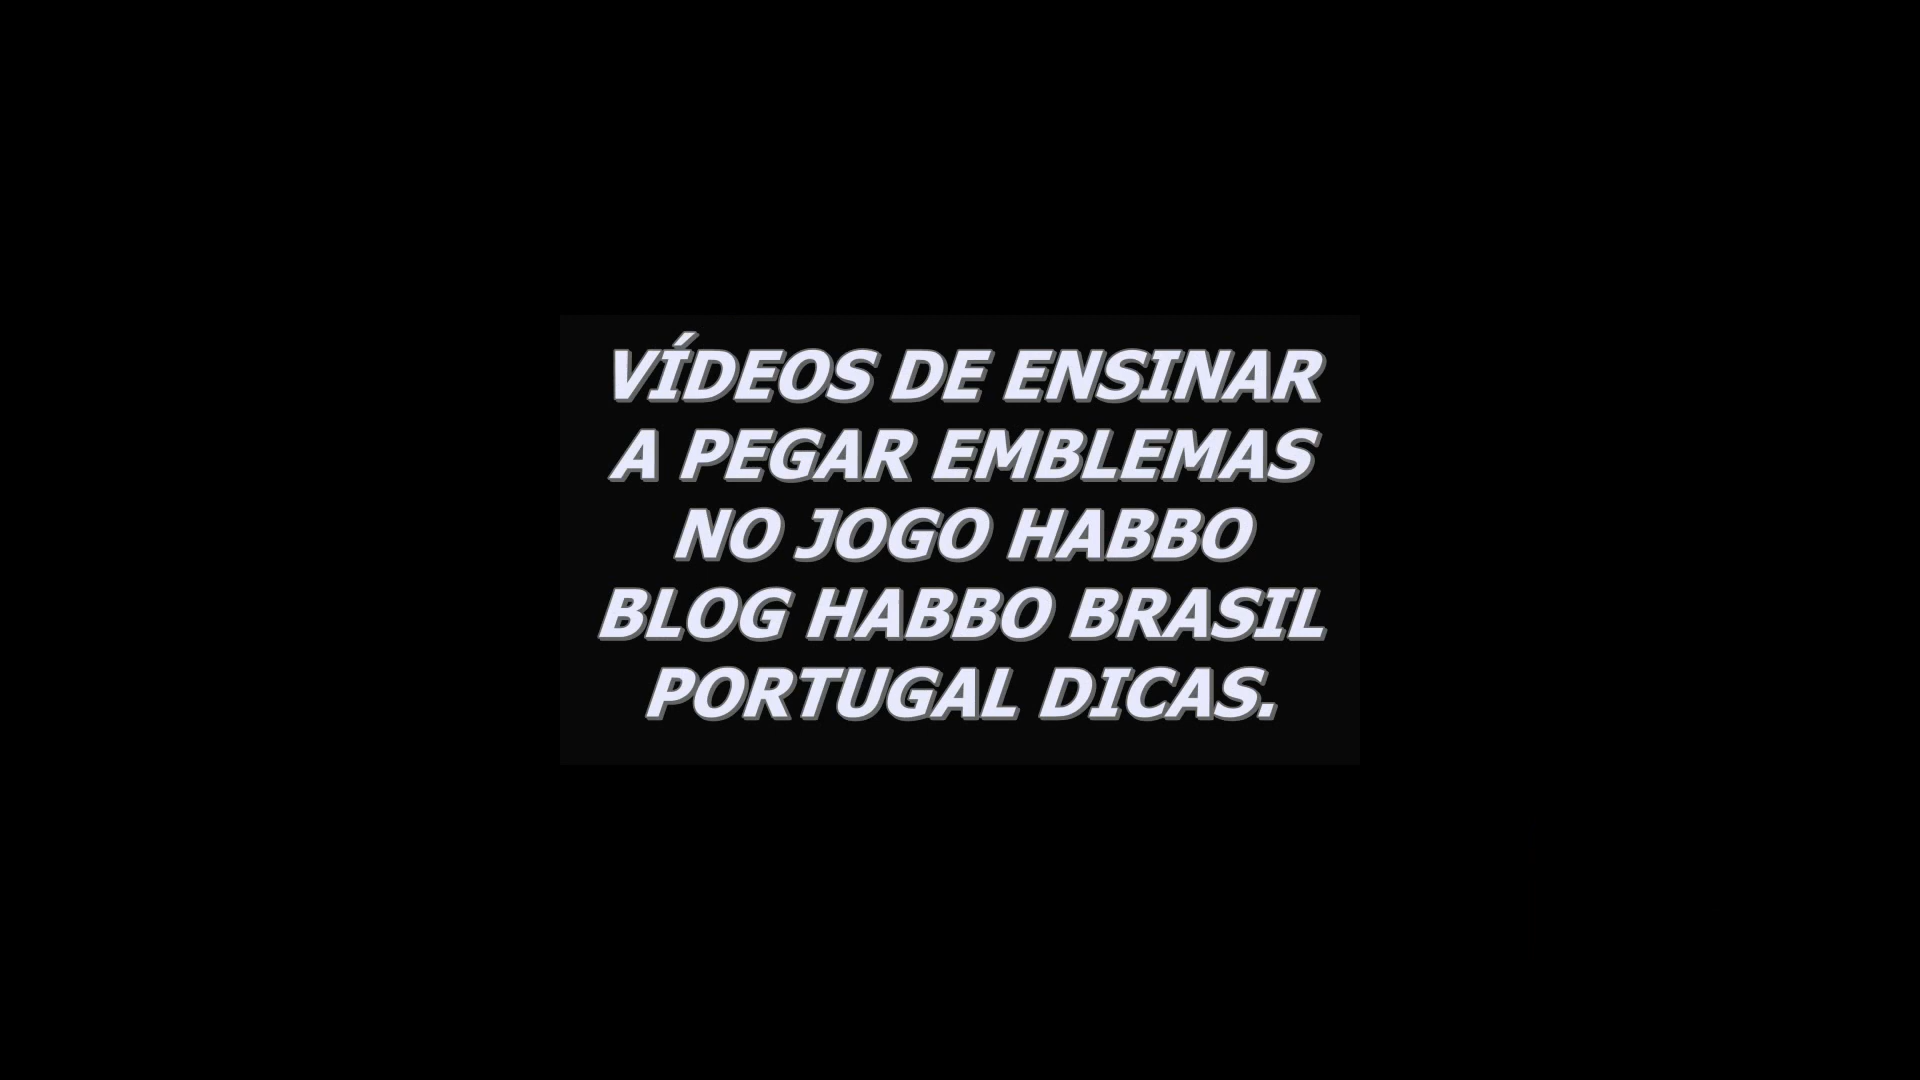 VÍDEOS DE ENSINAR
A PEGAR EMBLEMAS
NO JOGO HABBO
BLOG HABBO BRASIL
PORTUGAL DICAS.